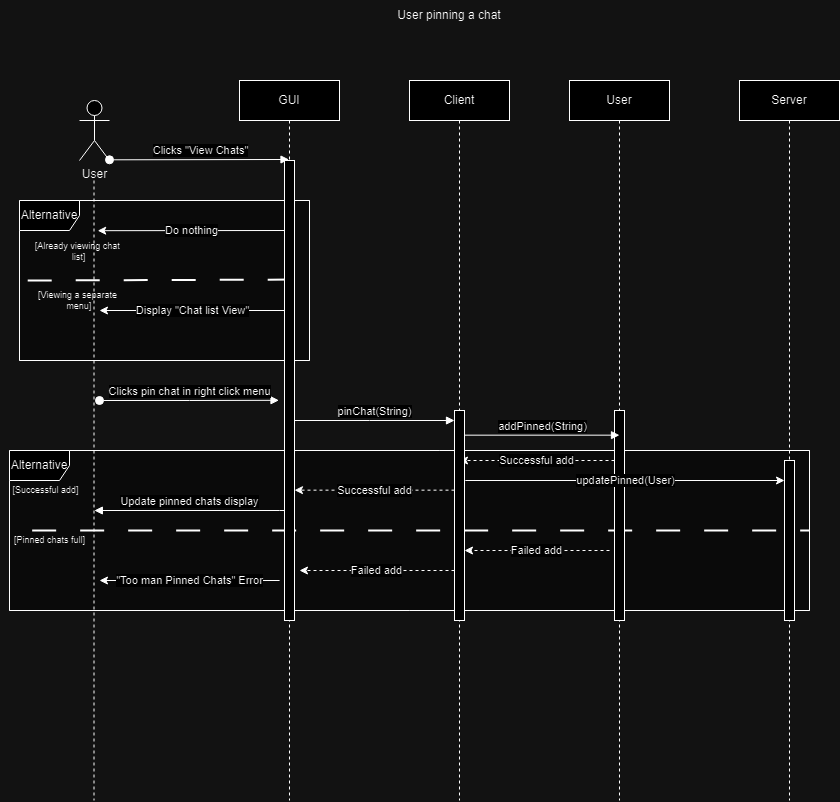 User pinning a chat
GUI
Client
User
Server
Clicks "View Chats"
User
Alternative
Do nothing
[Already viewing chat
list]
[Viewing a separate
menu]
Display "Chat list View"
Clicks pin chat in right click menu
pinChat(String)
addPinned(String)
Alternative
Successful add
updatePinned(User)
[Successful add]
Successful add
Update pinned chats display
[Pinned chats full]
Failed add
Failed add
"Too man Pinned Chats" Error